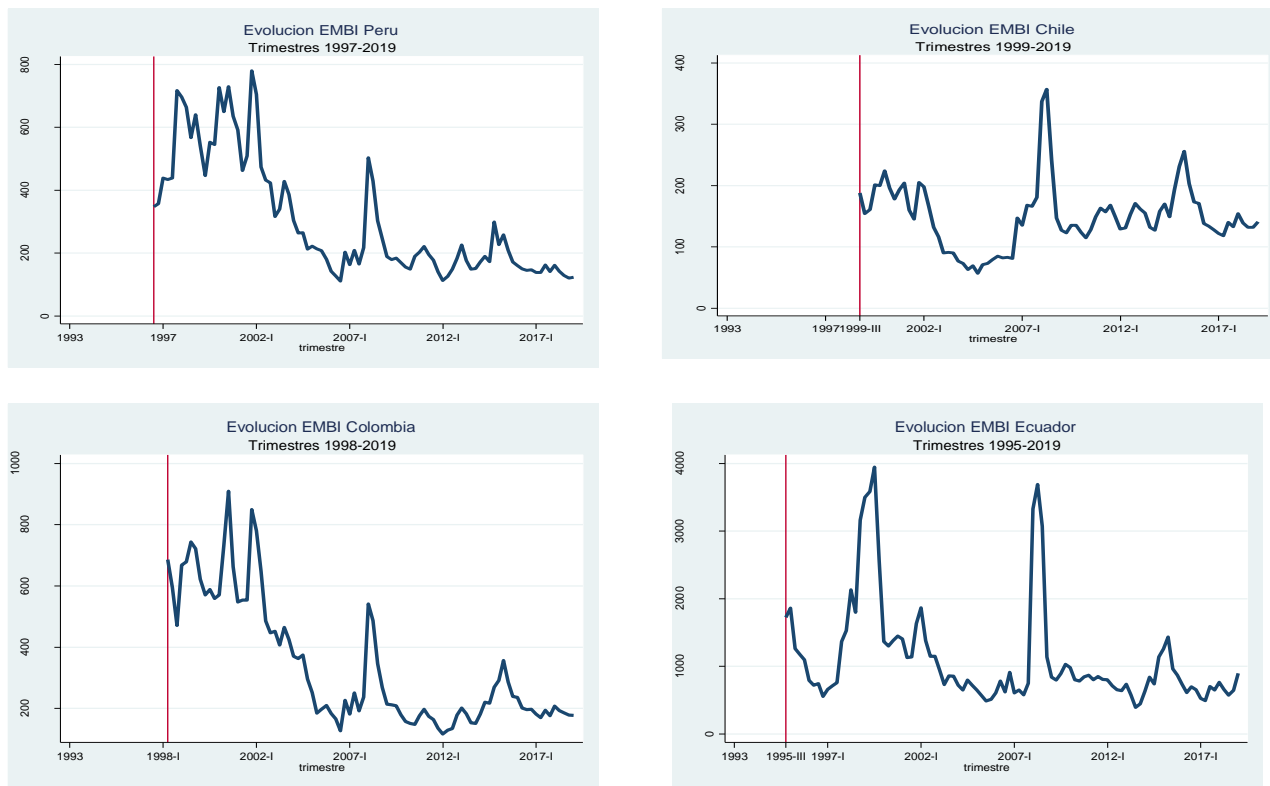 Evolucion EMBI Peru
Trimestres 1997-2019
800
600
400
200
0
1993 1997 2002-I 2007-I 2012-I 2017-I
trimestre
Evolucion EMBI Chile
Trimestres 1999-2019
400
300
200
100
0
1993 1997 1999-III 2002-I 2007-I 2012-I 2017-I
trimestre
Evolucion EMBI Colombia
Trimestres 1998-2019
1000
800
600
400
200
1993 1998-I 2002-I 2007-I 2012-I 2017-I
trimestre
Evolucion EMBI Ecuador
Trimestres 1995-2019
4000
3000
2000
1000
0
1993 1995-III 1997-I 2002-I 2007-I 2012-I 2017-I
trimestre